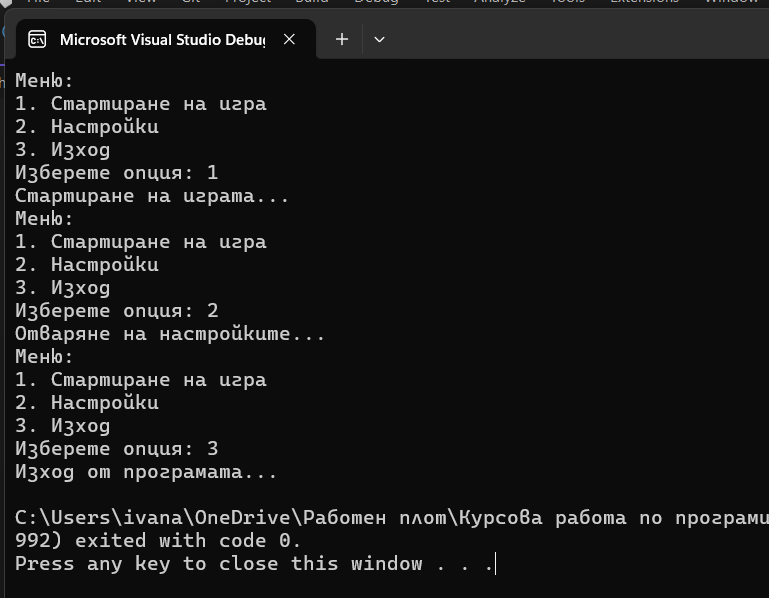 Microsoft Visual Studio Debug
Меню:
1. Стартиране на игра
2. Настройки
3. Изход
Изберете опция: 1
Стартиране на играта...
Меню:
1. Стартиране на игра
2. Настройки
3. Изход
Изберете опция: 2
Отваряне на настройките...
Меню:
1. Стартиране на игра
2. Настройки
3. Изход
Изберете опция: 3
Изход от програмата...
C:\Users\ivana\OneDrive\Работен плот\Курсова работа по програми
992) exited with code 0.
Press any key to close this window . . .